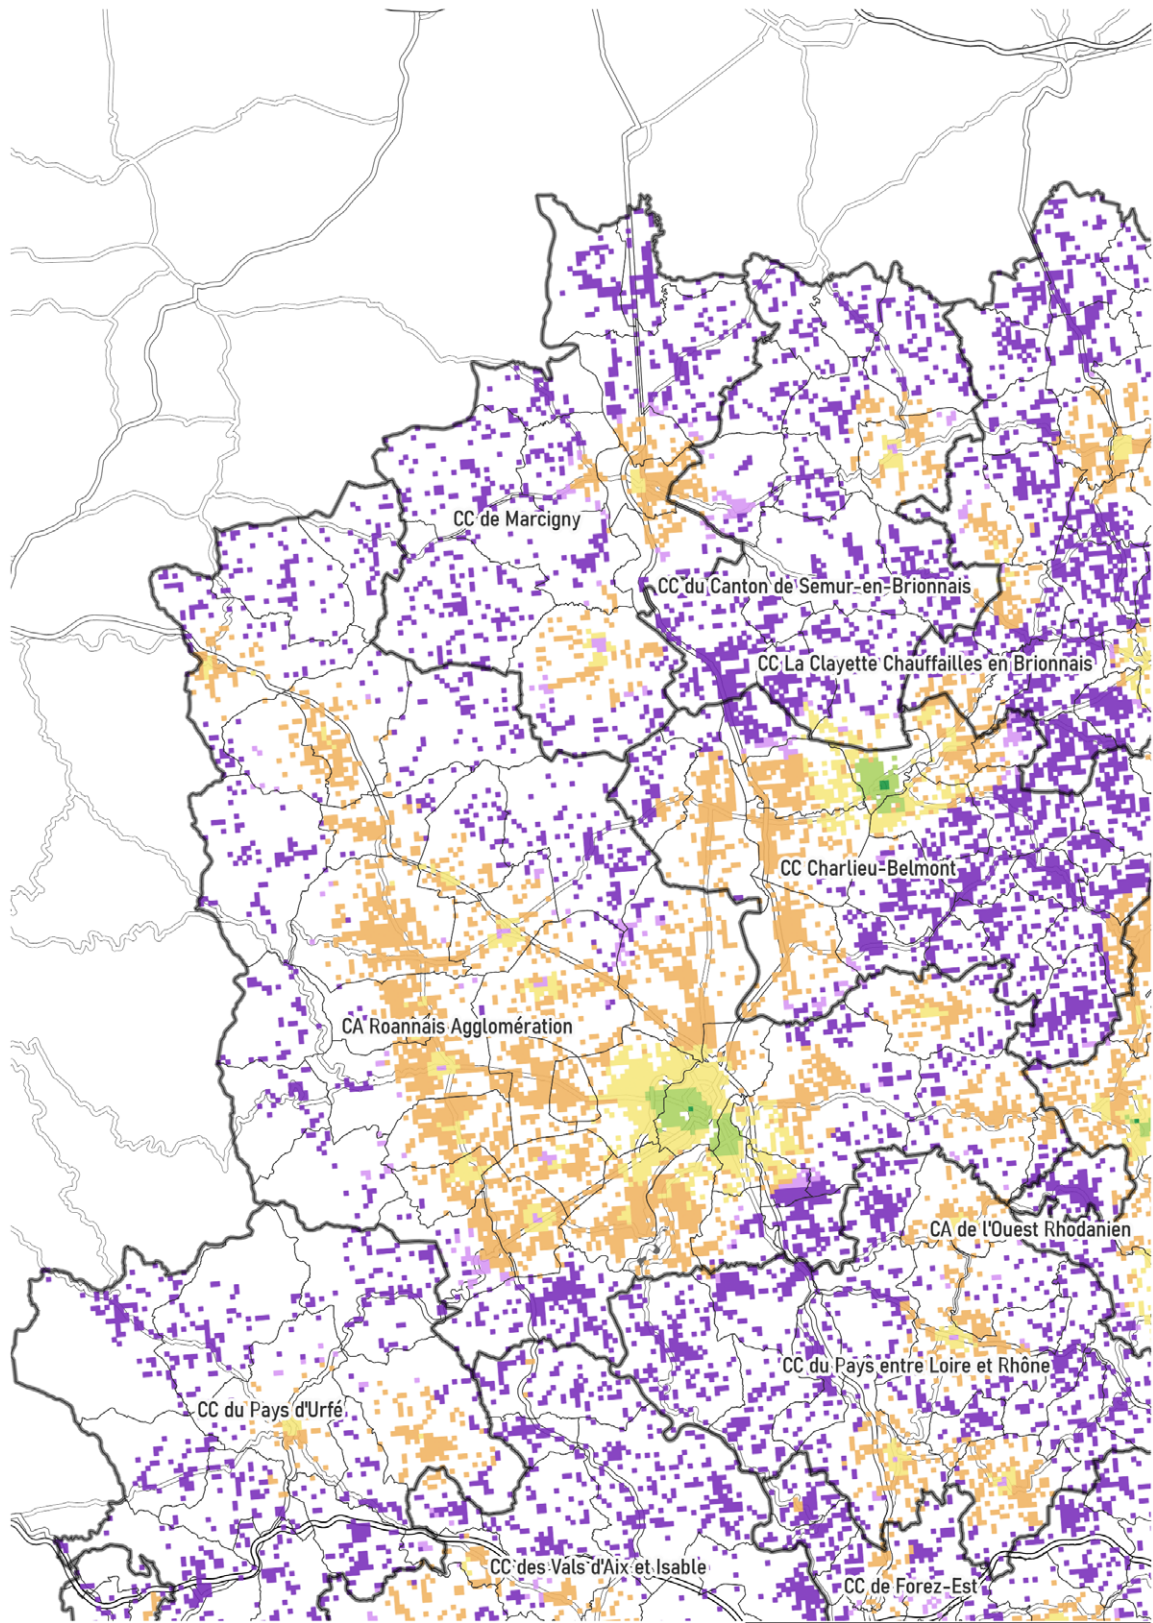 CC de Marcigny
CC du Canton de Semur-en-Brionnais
CC La Clayette Chauffailles en Brionnais
CC Charlieu-Belmont
CA Roannais Agglomération
CA de l'Ouest Rhodanien
CC du Pays entre Loire et Rhône
CC du Pays d'Urfé
CC des Vals d'Aix et Isable
CC de Forez-Est